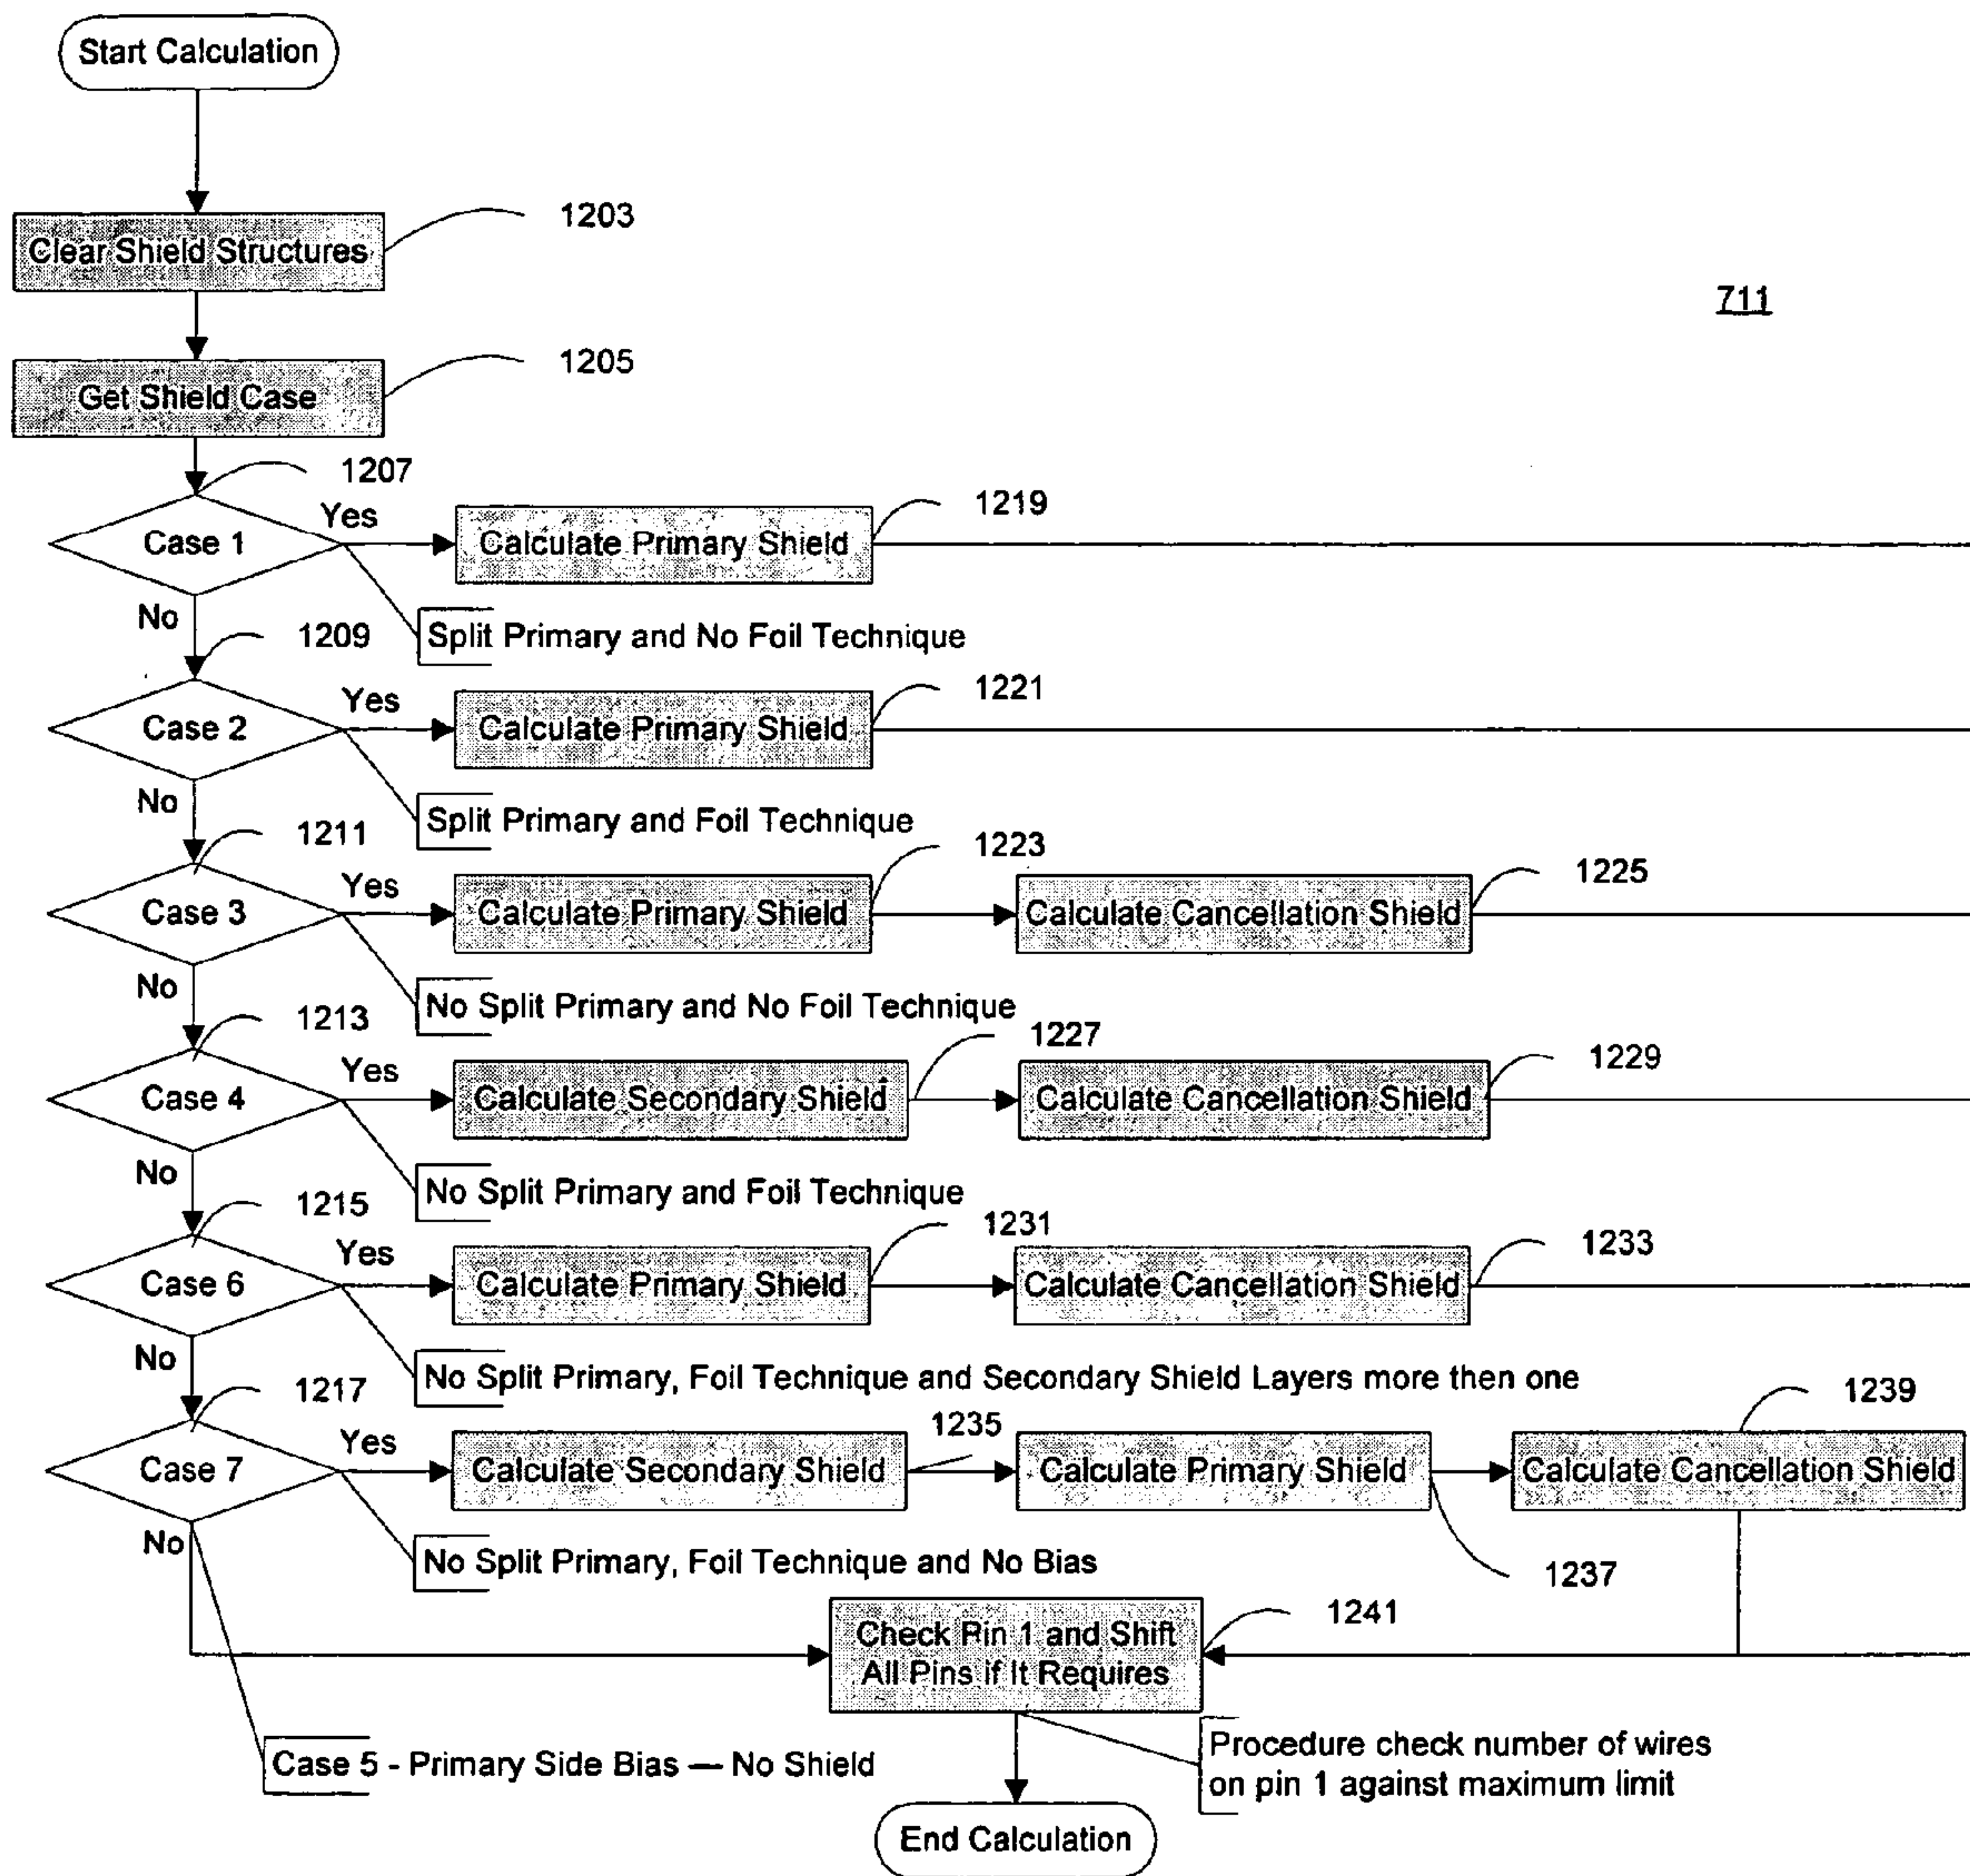 Start Calculation
1203
Clear Shield Structures
711
1205
Get Shield Case
1207
1219
Case 1
Yes
Calculate Primary Shield
No
Split Primary and No Foil Technique
1209
1221
Case 2
Yes
Calculate Primary Shield
No
Split Primary and Foil Technique
1211
1223
1225
Case 3
Yes
Calculate Primary Shield
Calculate Cancellation Shield
No
No Split Primary and No Foil Technique
1213
1227
1229
Case 4
Yes
Calculate Secondary Shield
Calculate Cancellation Shield
No
No Split Primary and Foil Technique
1215
1231
1233
Case 6
Yes
Calculate Primary Shield
Calculate Cancellation Shield
No
No Split Primary, Foil Technique and Secondary Shield Layers more then one
1217
1235
1239
Case 7
Yes
Calculate Secondary Shield
Calculate Primary Shield
Calculate Cancellation Shield
No
No Split Primary, Foil Technique and No Bias
1237
1241
Check Pin 1 and Shift
All Pins if It Requires
Case 5 - Primary Side Bias — No Shield
Procedure check number of wires
on pin 1 against maximum limit
End Calculation